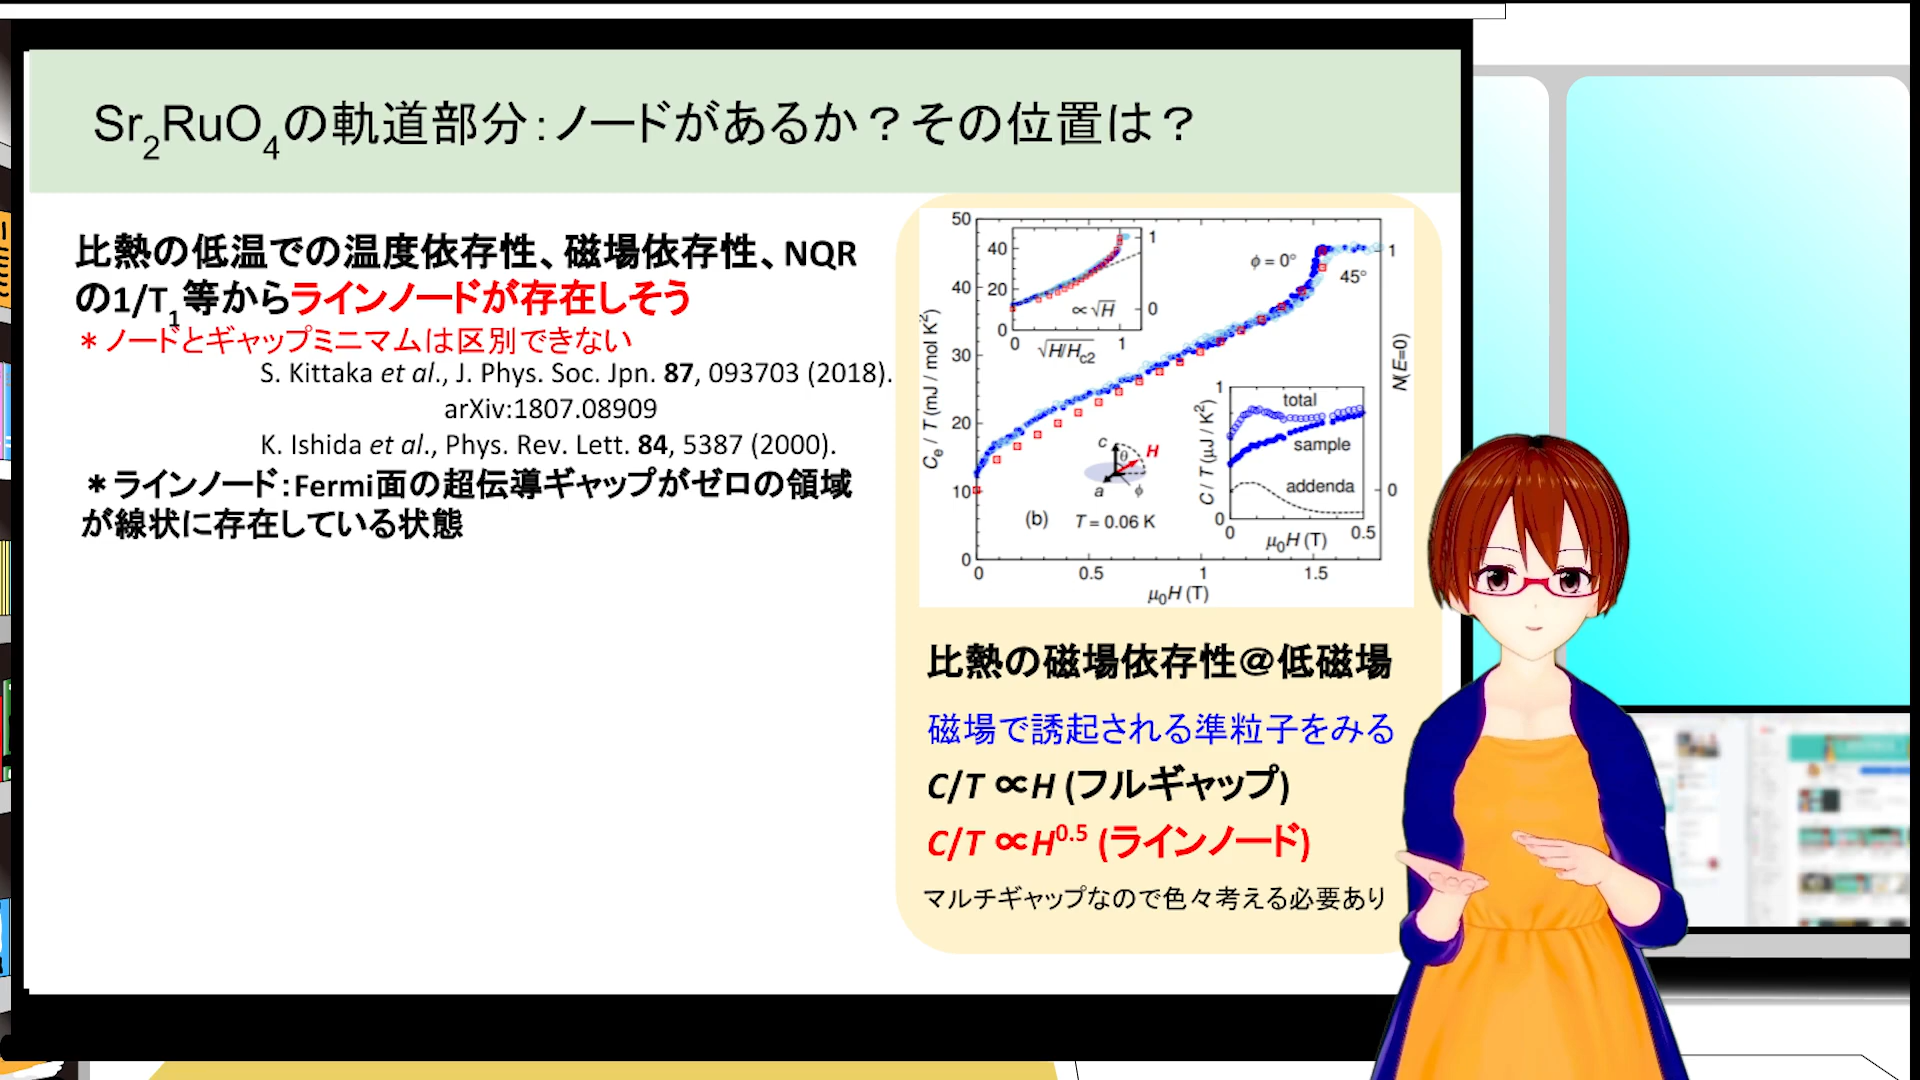 Sr2RuO4の軌道部分：ノードがあるか？その位置は？
比熱の低温での温度依存性、磁場依存性、NQR
の1/T1等からラインノードが存在しそう
＊ノードとギャップミニマムは区別できない
S. Kittaka et al., J. Phys. Soc. Jpn. 87, 093703 (2018).
arXiv:1807.08909
K. Ishida et al., Phys. Rev. Lett. 84, 5387 (2000).
＊ラインノード：Fermi面の超伝導ギャップがゼロの領域
が線状に存在している状態
50
40
30
20
10
0
Ce / T (mJ / mol K2)
0
0.5
1
1.5
μ0H (T)
1
0
N(E=0)
φ = 0°
45°
40
20
0
1
0
∝√H
0
1
√H/Hc2
c
θ
H
a
φ
(b)
T = 0.06 K
1
0
C / T (μJ / K2)
total
sample
addenda
0
0.5
μ0H (T)
比熱の磁場依存性＠低磁場
磁場で誘起される準粒子をみる
C/T ∝H (フルギャップ)
C/T ∝H0.5 (ラインノード)
マルチギャップなので色々考える必要あり